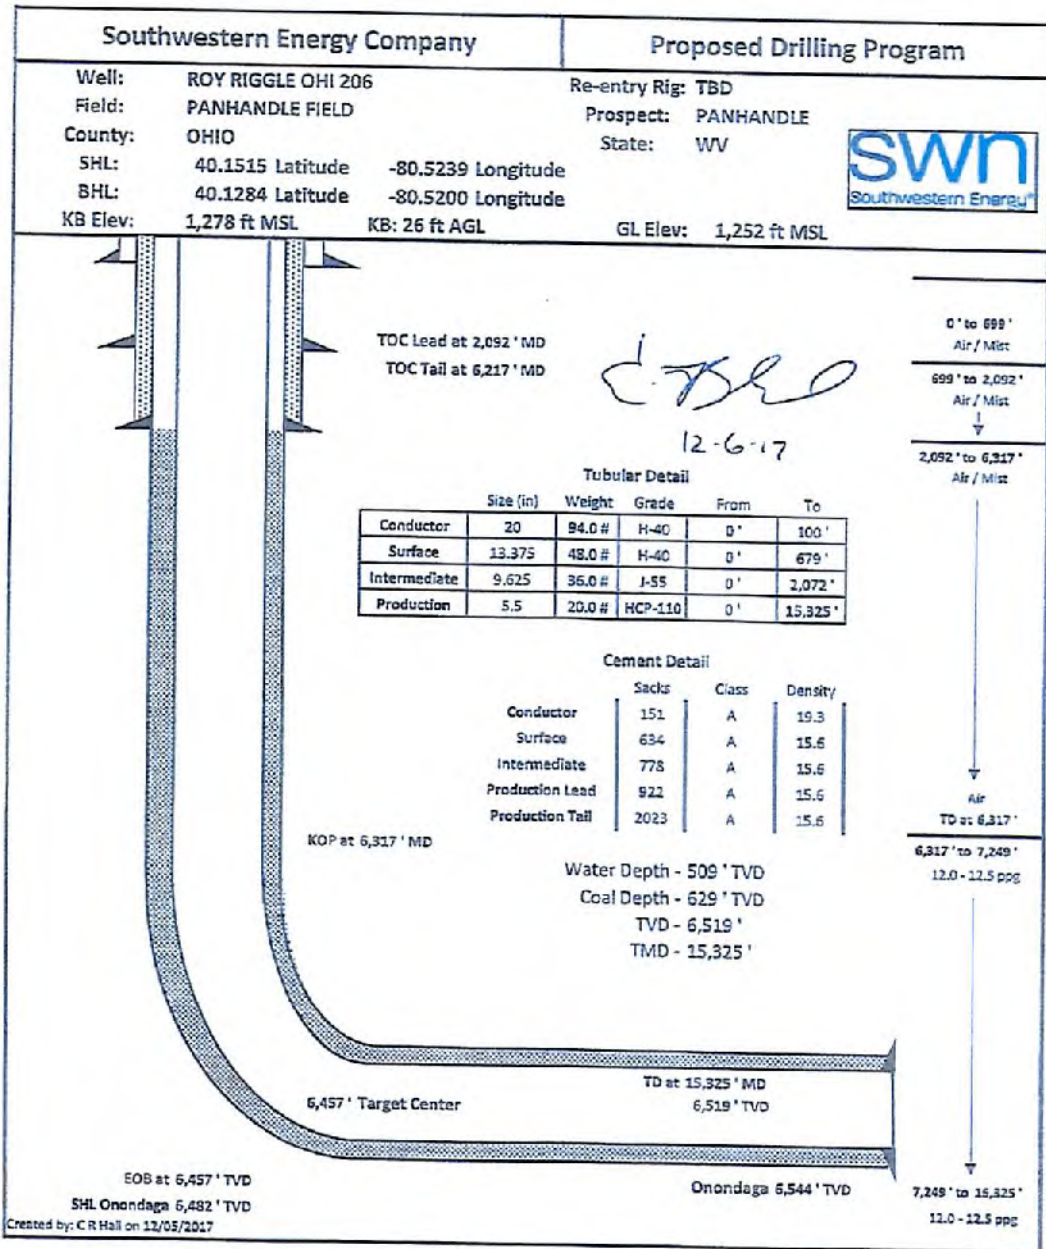 Southwestern Energy Company
Proposed Drilling Program
Well: ROY RIGGLE OHI 206
Re-entry Rig: TBD
Field: PANHANDLE FIELD
Prospect: PANHANDLE
County: OHIO
State: WV
SHL: 40.1515 Latitude -80.5239 Longitude
BHL: 40.1284 Latitude -80.5200 Longitude
KB Elev: 1,278 ft MSL KB: 26 ft AGL GL Elev: 1,252 ft MSL
SWN
Southwestern Energy®
TOC Lead at 2,092 ' MD
TOC Tail at 6,217 ' MD
12-6-17
0 ' to 699 '
Air / Mist
699 ' to 2,092 '
Air / Mist
2,092 ' to 6,317 '
Air / Mist
Tubular Detail
Size (in) Weight Grade From To
Conductor 20 94.0 # H-40 0 ' 100 '
Surface 13.375 48.0 # H-40 0 ' 679 '
Intermediate 9.625 36.0 # J-55 0 ' 2,072 '
Production 5.5 20.0 # HCP-110 0 ' 15,325 '
Cement Detail
Sacks Class Density
Conductor 151 A 19.3
Surface 634 A 15.6
Intermediate 778 A 15.6
Production Lead 922 A 15.6
Production Tail 2023 A 15.6
Air
TD at 6,317 '
KOP at 6,317 ' MD
6,317 ' to 7,249 '
12.0 - 12.5 ppg
Water Depth - 509 ' TVD
Coal Depth - 629 ' TVD
TVD - 6,519 '
TMD - 15,325 '
TD at 15,325 ' MD
6,519 ' TVD
6,457 ' Target Center
EOB at 6,457 ' TVD
Onondaga 6,544 ' TVD
7,249 ' to 15,325 '
12.0 - 12.5 ppg
SHL Onondaga 6,482 ' TVD
Created by: C R Hall on 12/05/2017